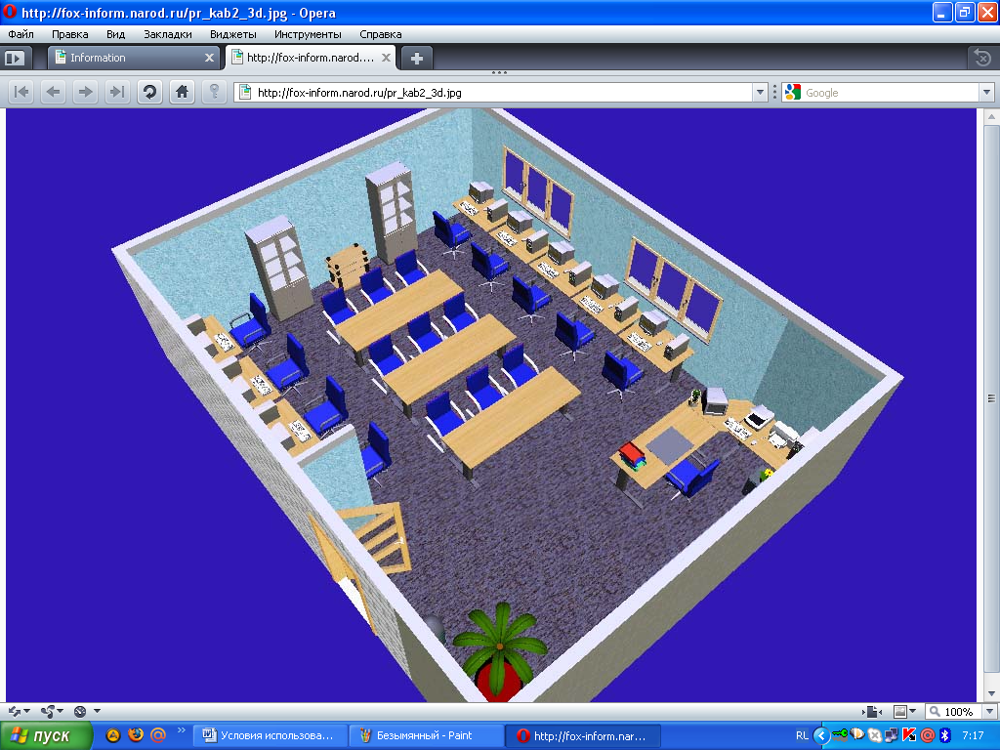 http://fox-inform.narod.ru/pr_kab2_3d.jpg - Opera
Файл Правка Вид Закладки Виджеты Инструменты Справка
Information
http://fox-inform.narod....
http://fox-inform.narod.ru/pr_kab2_3d.jpg
Google
100%
пуск
Условия использова...
Безымянный - Paint
http://fox-inform.nar...
RL
7:17